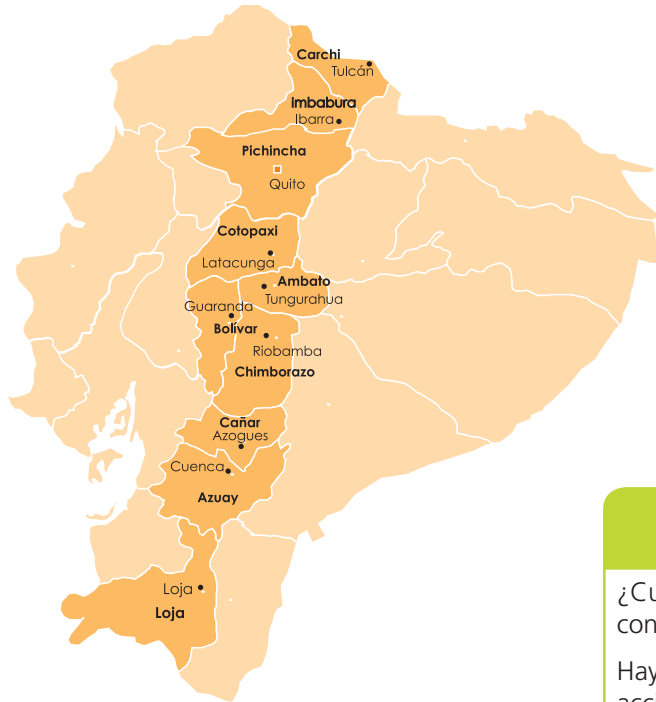 Carchi
Tulcán
imbabura
Ibarra
Pichincha
Quito
Cotopaxi
Latacunga
Ambato
Tungurahua
Guaranda
Bolívar
Riobamba
Chimborazo
Cañar
Azogues
Cuenca
Azuay
Loja
Loja
¿Cu
con
Hay